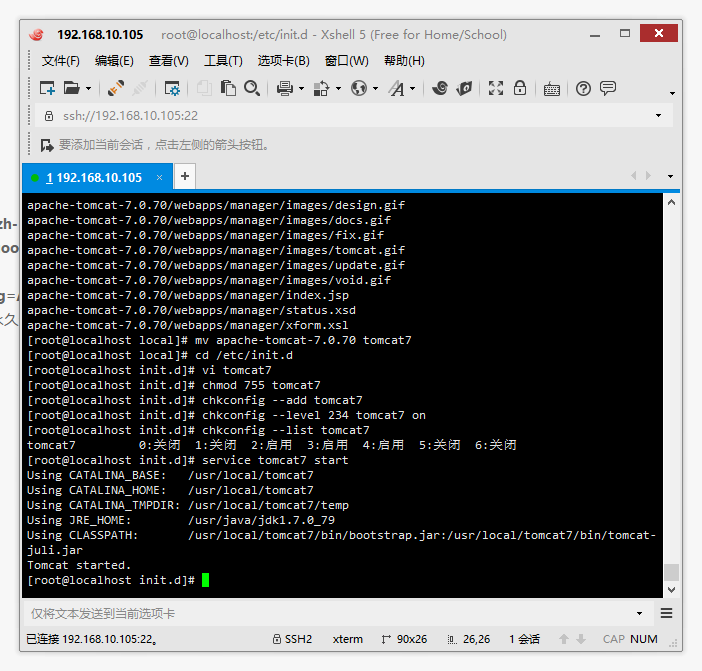 192.168.10.105 root@localhost:/etc/init.d - Xshell 5 (Free for Home/School)
文件(F) 编辑(E) 查看(V) 工具(T) 选项卡(B) 窗口(W) 帮助(H)
ssh://192.168.10.105:22
要添加当前会话，点击左侧的箭头按钮。
1 192.168.10.105 × +
apache-tomcat-7.0.70/webapps/manager/images/design.gif
apache-tomcat-7.0.70/webapps/manager/images/docs.gif
apache-tomcat-7.0.70/webapps/manager/images/fix.gif
apache-tomcat-7.0.70/webapps/manager/images/tomcat.gif
apache-tomcat-7.0.70/webapps/manager/images/update.gif
apache-tomcat-7.0.70/webapps/manager/images/void.gif
apache-tomcat-7.0.70/webapps/manager/index.jsp
apache-tomcat-7.0.70/webapps/manager/status.xsd
apache-tomcat-7.0.70/webapps/manager/xform.xsl
[root@localhost local]# mv apache-tomcat-7.0.70 tomcat7
[root@localhost local]# cd /etc/init.d
[root@localhost init.d]# vi tomcat7
[root@localhost init.d]# chmod 755 tomcat7
[root@localhost init.d]# chkconfig --add tomcat7
[root@localhost init.d]# chkconfig --level 234 tomcat7 on
[root@localhost init.d]# chkconfig --list tomcat7
tomcat7 0:关闭 1:关闭 2:启用 3:启用 4:启用 5:关闭 6:关闭
[root@localhost init.d]# service tomcat7 start
Using CATALINA_BASE: /usr/local/tomcat7
Using CATALINA_HOME: /usr/local/tomcat7
Using CATALINA_TMPDIR: /usr/local/tomcat7/temp
Using JRE_HOME: /usr/java/jdk1.7.0_79
Using CLASSPATH: /usr/local/tomcat7/bin/bootstrap.jar:/usr/local/tomcat7/bin/tomcat-
juli.jar
Tomcat started.
[root@localhost init.d]#
仅将文本发送到当前选项卡
已连接 192.168.10.105:22。 SSH2 xterm 90x26 26,26 1 会话 CAP NUM